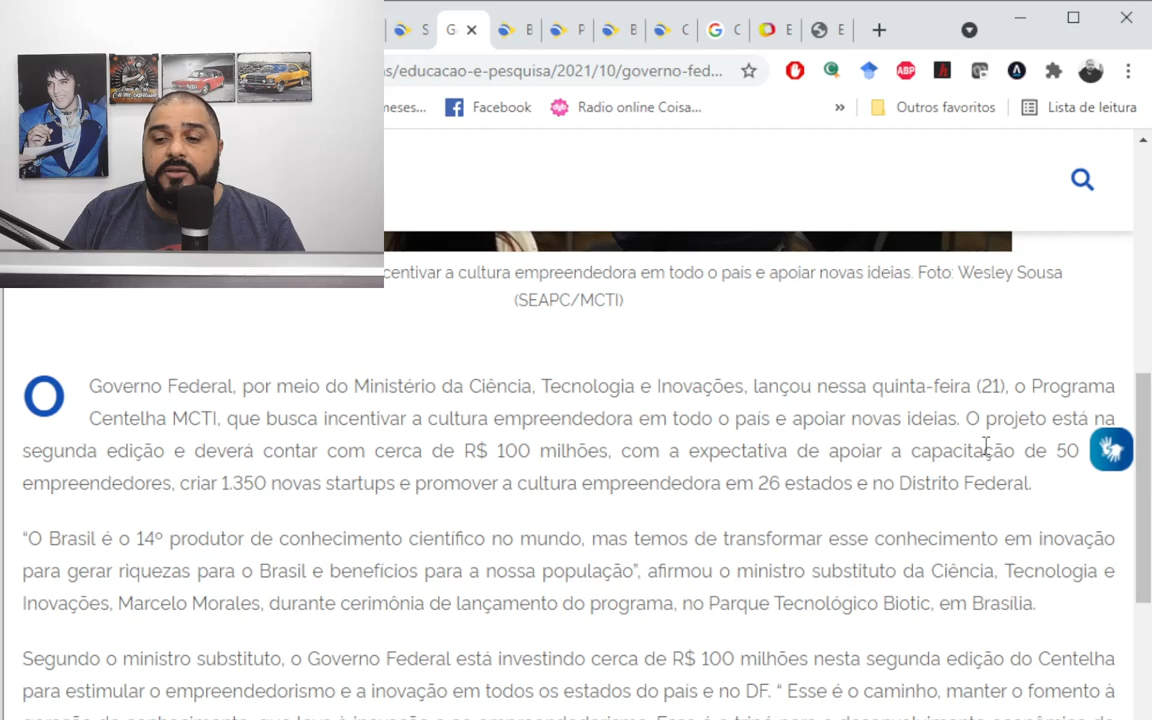 S G B P B C C E E
as/educacao-e-pesquisa/2021/10/governo-fed...
ABP
meses... Facebook Radio online Coisa... » Outros favoritos Lista de leitura
centivar a cultura empreendedora em todo o país e apoiar novas ideias. Foto: Wesley Sousa
(SEAPC/MCTI)
O Governo Federal, por meio do Ministério da Ciência, Tecnologia e Inovações, lançou nessa quinta-feira (21), o Programa
Centelha MCTI, que busca incentivar a cultura empreendedora em todo o país e apoiar novas ideias. O projeto está na
segunda edição e deverá contar com cerca de R$ 100 milhões, com a expectativa de apoiar a capacitação de 50
empreendedores, criar 1.350 novas startups e promover a cultura empreendedora em 26 estados e no Distrito Federal.
“O Brasil é o 14º produtor de conhecimento científico no mundo, mas temos de transformar esse conhecimento em inovação
para gerar riquezas para o Brasil e benefícios para a nossa população”, afirmou o ministro substituto da Ciência, Tecnologia e
Inovações, Marcelo Morales, durante cerimônia de lançamento do programa, no Parque Tecnológico Biotic, em Brasília.
Segundo o ministro substituto, o Governo Federal está investindo cerca de R$ 100 milhões nesta segunda edição do Centelha
para estimular o empreendedorismo e a inovação em todos os estados do país e no DF. “ Esse é o caminho, manter o fomento à